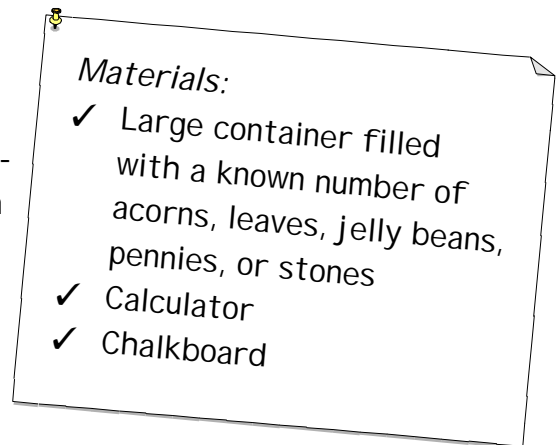 Materials:
✓ Large container filled
with a known number of
acorns, leaves, jelly beans,
pennies, or stones
✓ Calculator
✓ Chalkboard